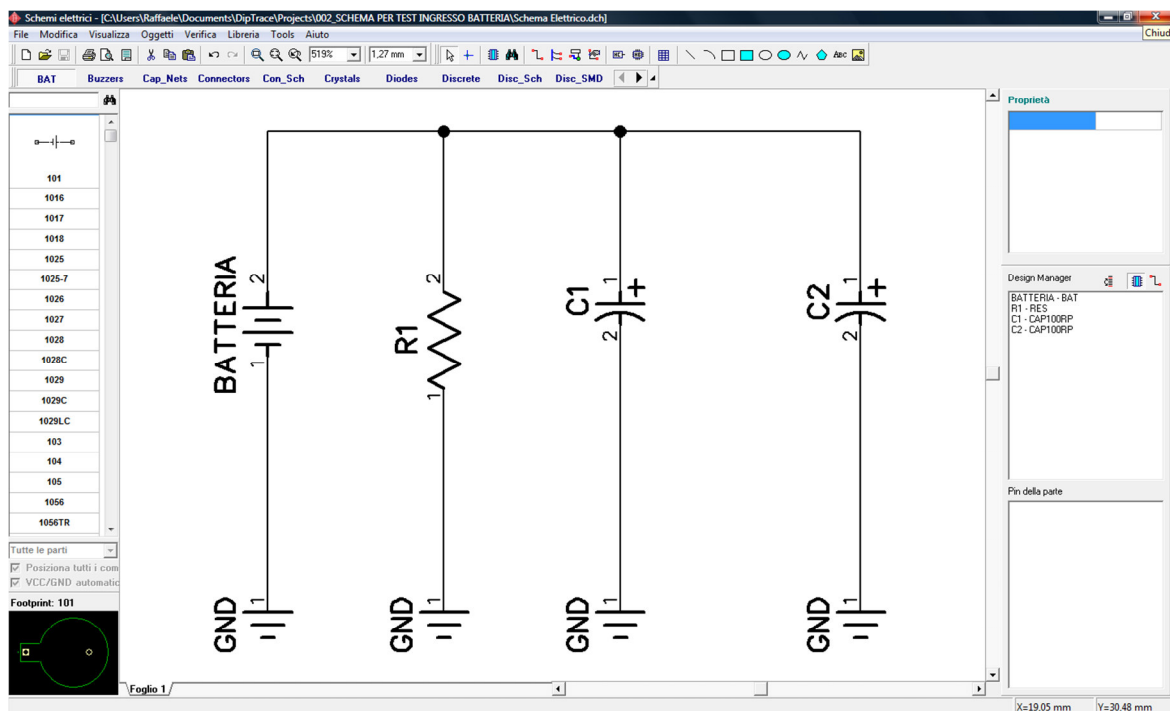 Schemi elettrici - [C:\Users\Raffaele\Documents\DipTrace\Projects\002_SCHEMA PER TEST INGRESSO BATTERIA\Schema Elettrico.dch]
File Modifica Visualizza Oggetti Verifica Libreria Tools Aiuto
Chiud
519% 1,27 mm ABC
BAT Buzzers Cap_Nets Connectors Con_Sch Crystals Diodes Discrete Disc_Sch Disc_SMD
101
1016
1017
1018
1025
1025-7
1026
1027
1028
1028C
1029
1029C
1029LC
103
104
105
1056
1056TR
Tutte le parti
Posiziona tutti i com
VCC/GND automatic
Footprint: 101
BATTERIA
2
1
R1
2
1
C1
1
+
2
C2
1
+
2
GND
1
GND
1
GND
1
GND
1
Foglio 1
Proprietà
Design Manager
BATTERIA - BAT
R1 - RES
C1 - CAP100RP
C2 - CAP100RP
Pin della parte
X=19.05 mm Y=30.48 mm